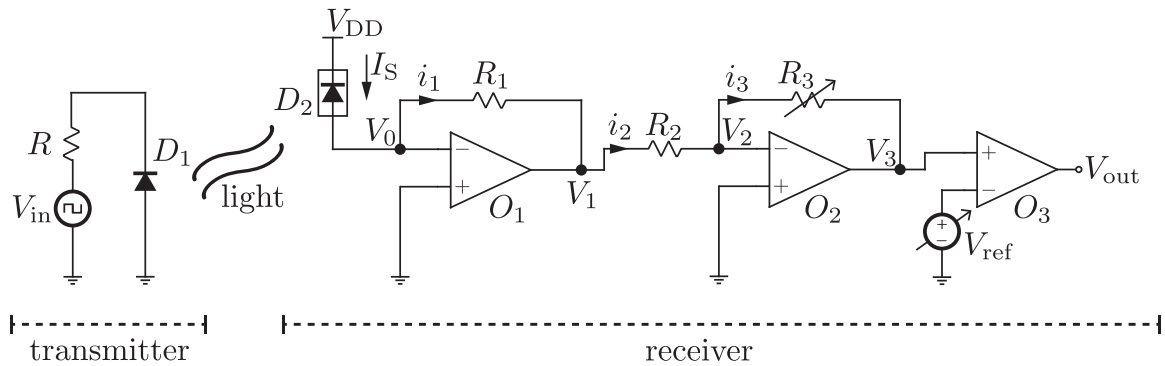 V_DD
I_S
i_1
R_1
i_3
R_3
D_2
R
D_1
V_0
i_2
R_2
V_2
V_3
−
−
+
V_out
V_in
light
+
O_1
V_1
+
O_2
−
O_3
+
−
V_ref
transmitter
receiver